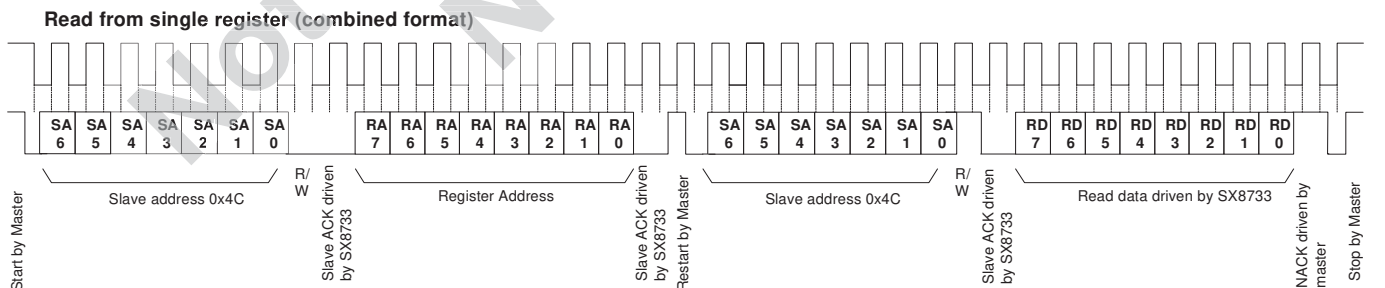 Read from single register (combined format)
Not
N
SA SA SA SA SA SA SA RA RA RA RA RA RA RA RA SA SA SA SA SA SA SA RD RD RD RD RD RD RD RD
6 5 4 3 2 1 0 7 6 5 4 3 2 1 0 6 5 4 3 2 1 0 7 6 5 4 3 2 1 0
Start by Master
Slave address 0x4C
R/
W
Slave ACK driven
by SX8733
Register Address
Slave ACK driven
by SX8733
Restart by Master
Slave address 0x4C
R/
W
Slave ACK driven
by SX8733
Read data driven by SX8733
NACK driven by
master
Stop by Master